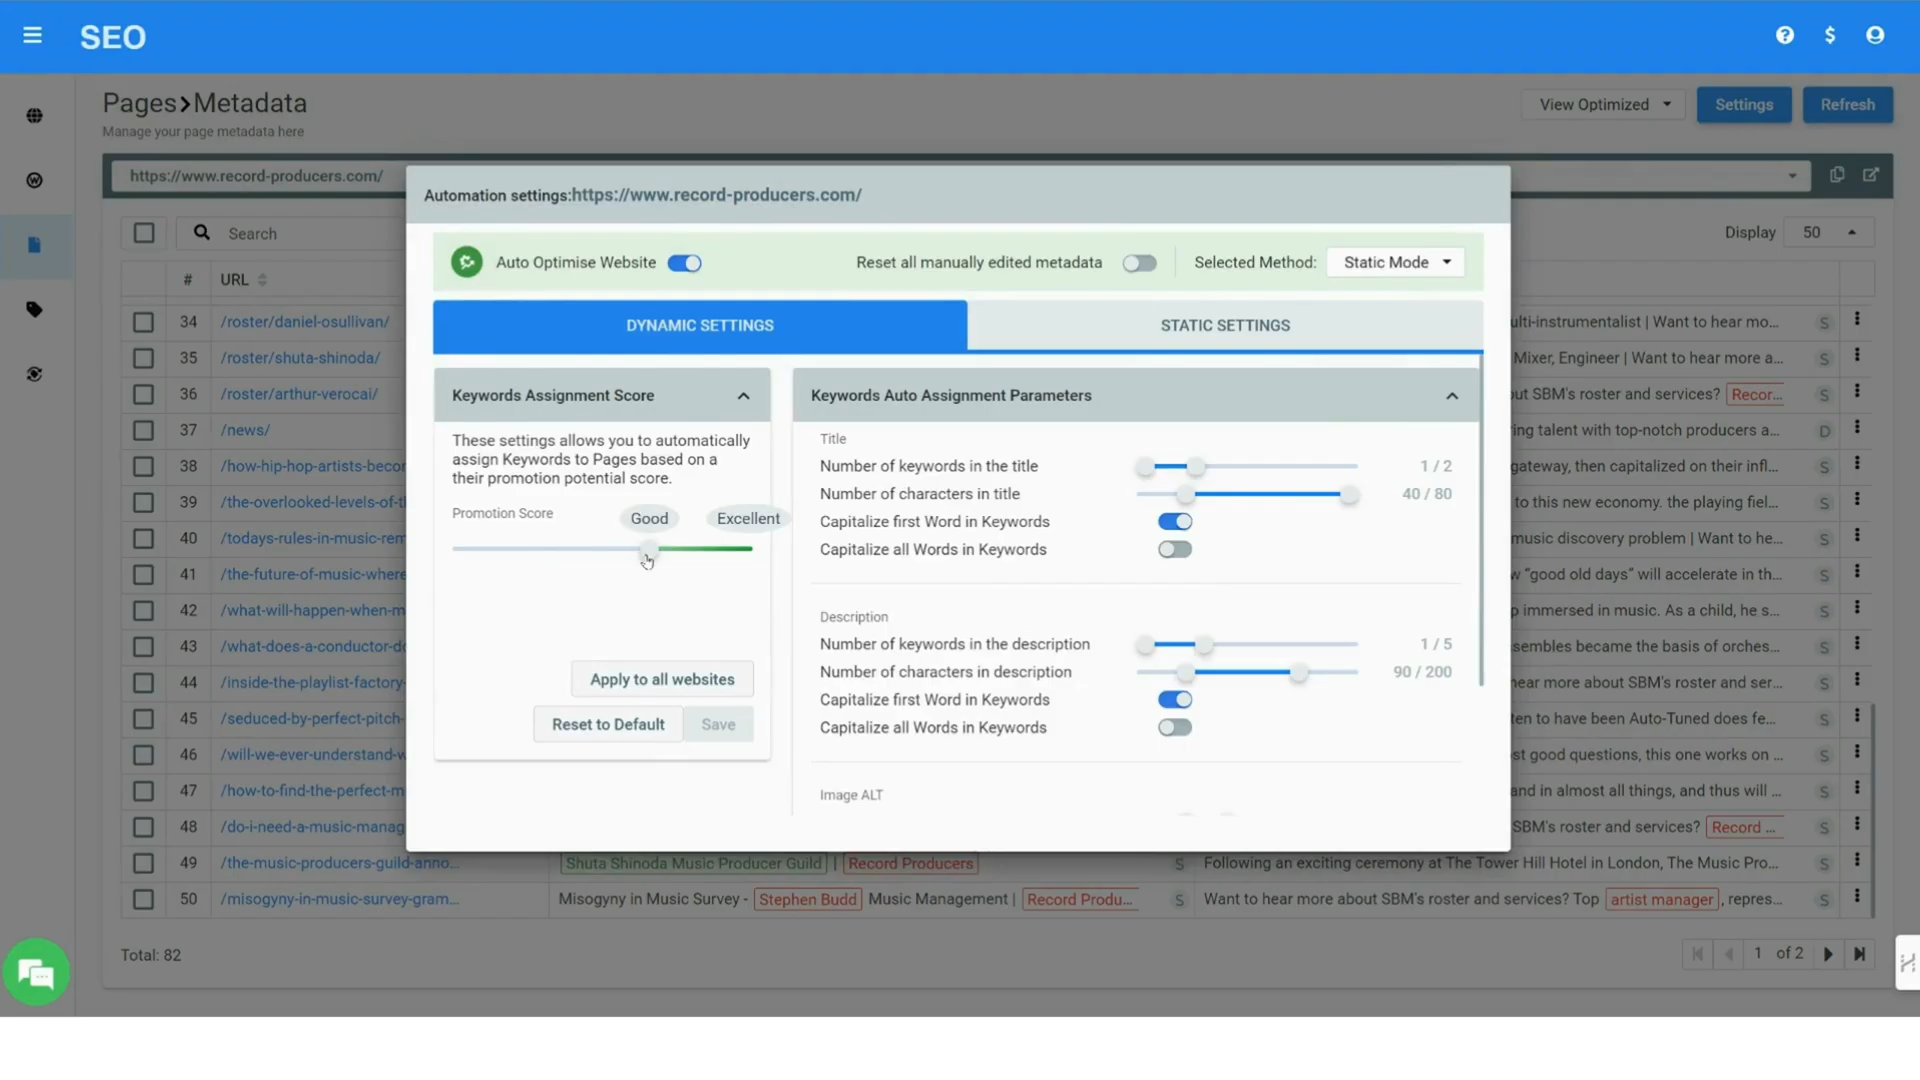 SEO
?
$
Pages>Metadata
Manage your page metadata here
View Optimized
Settings
Refresh
https://www.record-producers.com/
Automation settings:https://www.record-producers.com/
Search
Display 50
Auto Optimise Website
Reset all manually edited metadata
Selected Method: Static Mode
# URL
DYNAMIC SETTINGS
STATIC SETTINGS
34 /roster/daniel-osullivan/
ulti-instrumentalist | Want to hear mo... S
35 /roster/shuta-shinoda/
Mixer, Engineer | Want to hear more a... S
36 /roster/arthur-verocai/
out SBM's roster and services? Recor... S
37 /news/
ring talent with top-notch producers a... D
38 /how-hip-hop-artists-becor
gateway, then capitalized on their infl... S
39 /the-overlooked-levels-of-t
to this new economy. the playing fiel... S
40 /todays-rules-in-music-rem
music discovery problem | Want to he... S
41 /the-future-of-music-where
w “good old days” will accelerate in th... S
42 /what-will-happen-when-m
p immersed in music. As a child, he s... S
43 /what-does-a-conductor-do
sembles became the basis of orches... S
44 /inside-the-playlist-factory-
hear more about SBM's roster and ser... S
45 /seduced-by-perfect-pitch-
ten to have been Auto-Tuned does fe... S
46 /will-we-ever-understand-w
st good questions, this one works on ... S
47 /how-to-find-the-perfect-m
and in almost all things, and thus will ... S
48 /do-i-need-a-music-manag
SBM's roster and services? Record ... S
Keywords Assignment Score
These settings allows you to automatically
assign Keywords to Pages based on a
their promotion potential score.
Promotion Score
Good
Excellent
Apply to all websites
Reset to Default
Save
Keywords Auto Assignment Parameters
Title
Number of keywords in the title 1 / 2
Number of characters in title 40 / 80
Capitalize first Word in Keywords
Capitalize all Words in Keywords
Description
Number of keywords in the description 1 / 5
Number of characters in description 90 / 200
Capitalize first Word in Keywords
Capitalize all Words in Keywords
Image ALT
49 /the-music-producers-guild-anno... Shuta Shinoda Music Producer Guild | Record Producers S Following an exciting ceremony at The Tower Hill Hotel in London, The Music Pro... S
50 /misogyny-in-music-survey-gram... Misogyny in Music Survey - Stephen Budd Music Management | Record Produ... S Want to hear more about SBM's roster and services? Top artist manager , repres... S
Total: 82
1 of 2